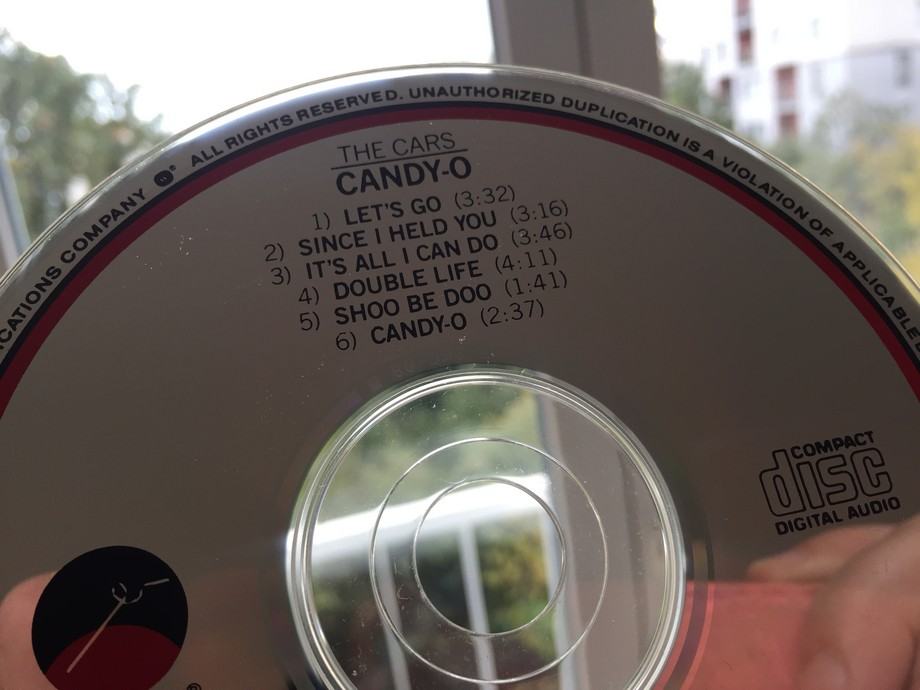 ICATIONS COMPANY ALL RIGHTS RESERVED. UNAUTHORIZED DUPLICATION IS A VIOLATION OF APPLICABLE
THE CARS
CANDY-O
1) LET'S GO (3:32)
2) SINCE I HELD YOU (3:16)
3) IT'S ALL I CAN DO (3:46)
4) DOUBLE LIFE (4:11)
5) SHOO BE DOO (1:41)
6) CANDY-O (2:37)
COMPACT
disc
DIGITAL AUDIO
®